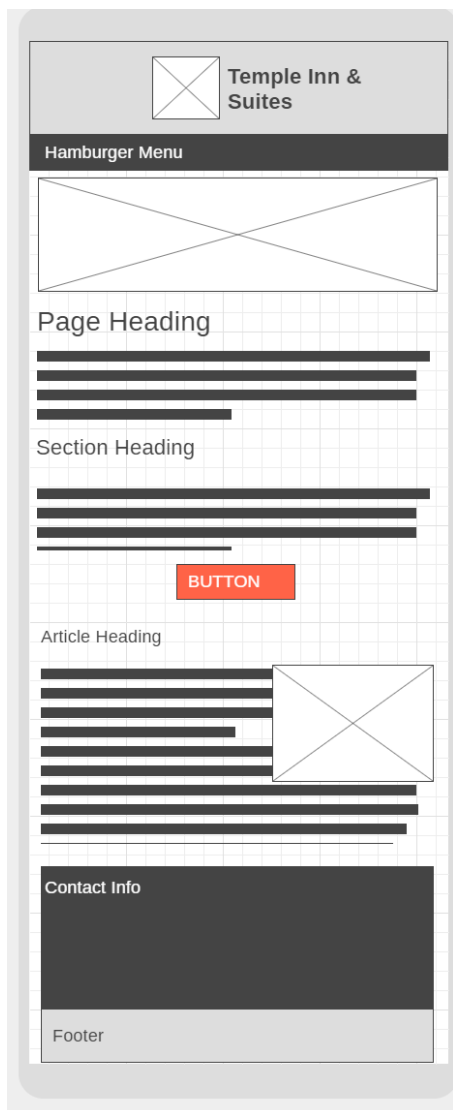 Temple Inn &
Suites
Hamburger Menu
Page Heading
Section Heading
BUTTON
Article Heading
Contact Info
Footer